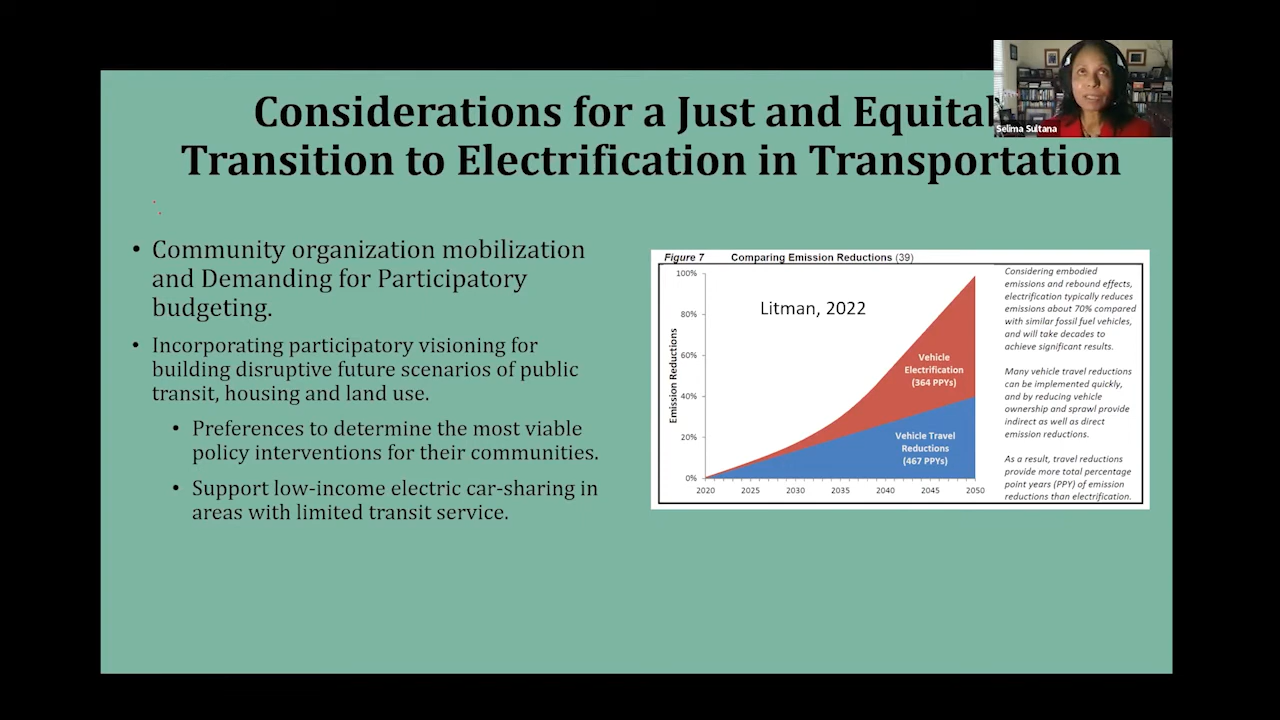 Considerations for a Just and Equitab
Transition to Electrification in Transportation
Selima Sultana
• Community organization mobilization
and Demanding for Participatory
budgeting.
• Incorporating participatory visioning for
building disruptive future scenarios of public
transit, housing and land use.
• Preferences to determine the most viable
policy interventions for their communities.
• Support low-income electric car-sharing in
areas with limited transit service.
Figure 7 Comparing Emission Reductions (39)
Litman, 2022
Emission Reductions
100%
80%
60%
40%
20%
0%
2020 2025 2030 2035 2040 2045 2050
Vehicle
Electrification
(364 PPYs)
Vehicle Travel
Reductions
(467 PPYs)
Considering embodied
emissions and rebound effects,
electrification typically reduces
emissions about 70% compared
with similar fossil fuel vehicles,
and will take decades to
achieve significant results.
Many vehicle travel reductions
can be implemented quickly,
and by reducing vehicle
ownership and sprawl provide
indirect as well as direct
emission reductions.
As a result, travel reductions
provide more total percentage
point years (PPY) of emission
reductions than electrification.